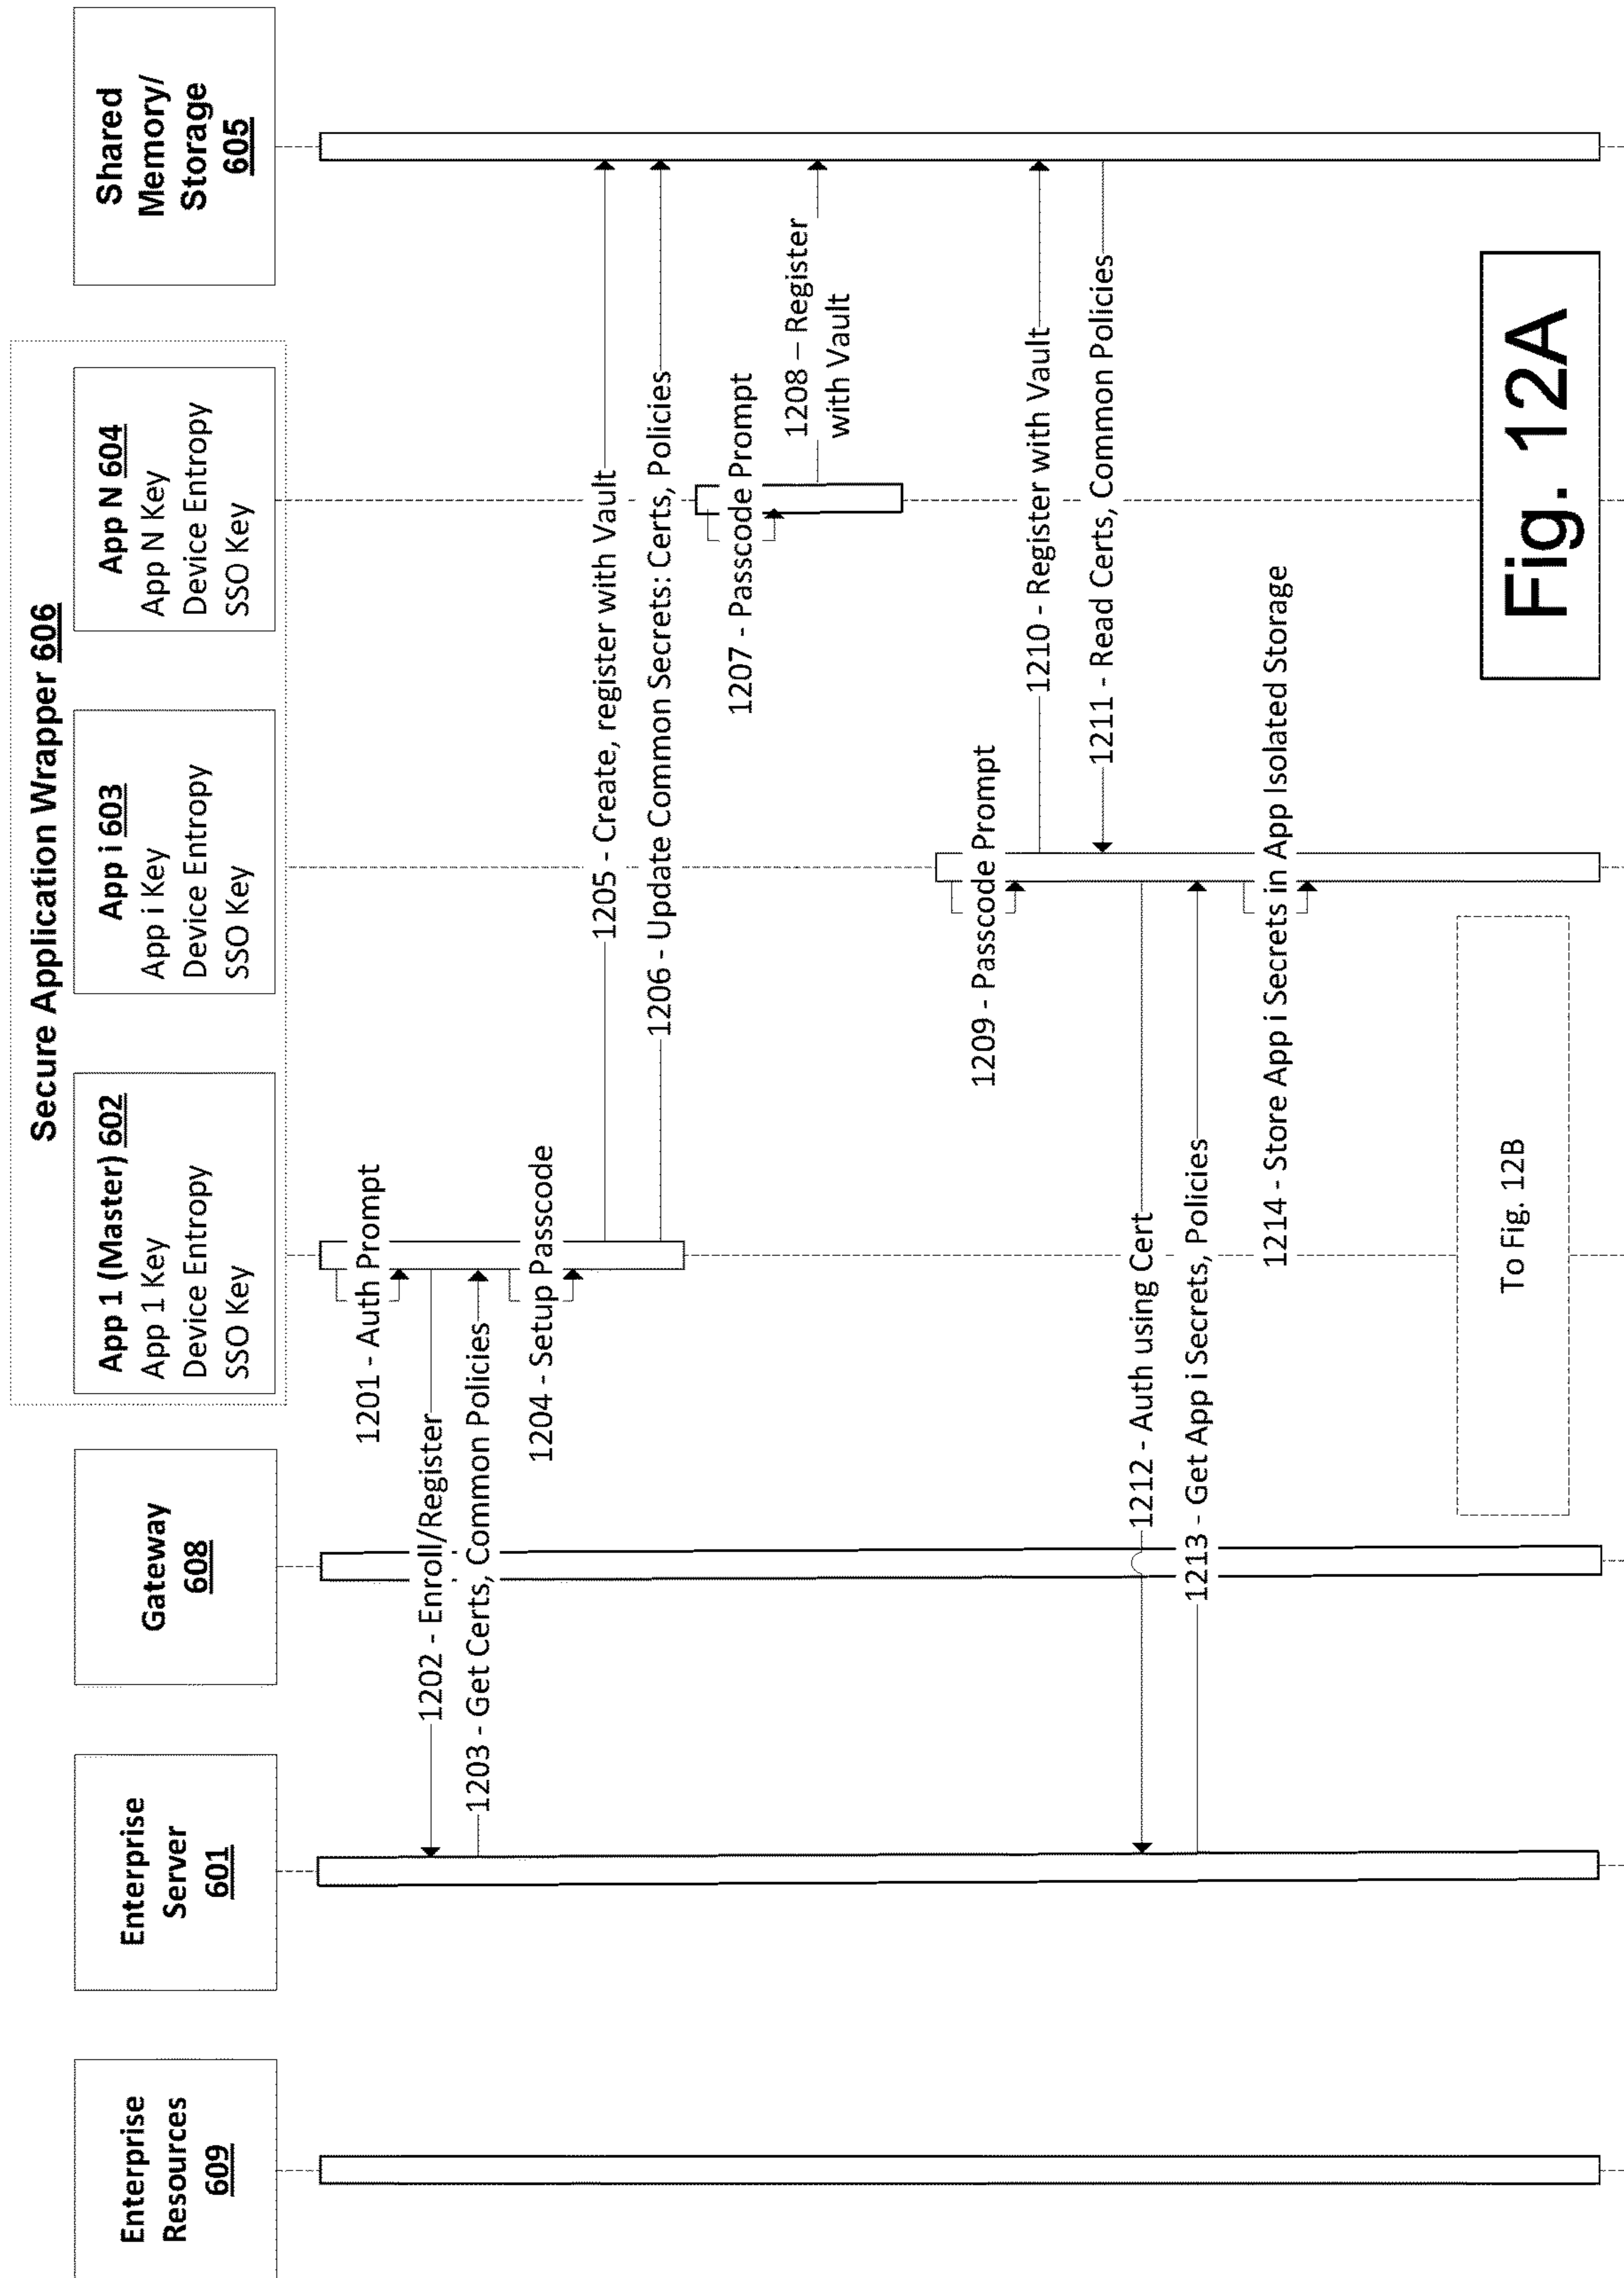 Enterprise
Resources
609
Enterprise
Server
601
Gateway
608
Secure Application Wrapper 606
App 1 (Master) 602
App 1 Key
Device Entropy
SSO Key
App i 603
App i Key
Device Entropy
SSO Key
App N 604
App N Key
Device Entropy
SSO Key
Shared
Memory/
Storage
605
1201 - Auth Prompt
1202 - Enroll/Register
1203 - Get Certs, Common Policies
1204 - Setup Passcode
1205 - Create, register with Vault
1206 - Update Common Secrets: Certs, Policies
1207 - Passcode Prompt
1208 – Register
with Vault
1209 - Passcode Prompt
1210 - Register with Vault
1211 - Read Certs, Common Policies
1212 - Auth using Cert
1213 - Get App i Secrets, Policies
1214 - Store App i Secrets in App Isolated Storage
To Fig. 12B
Fig. 12A